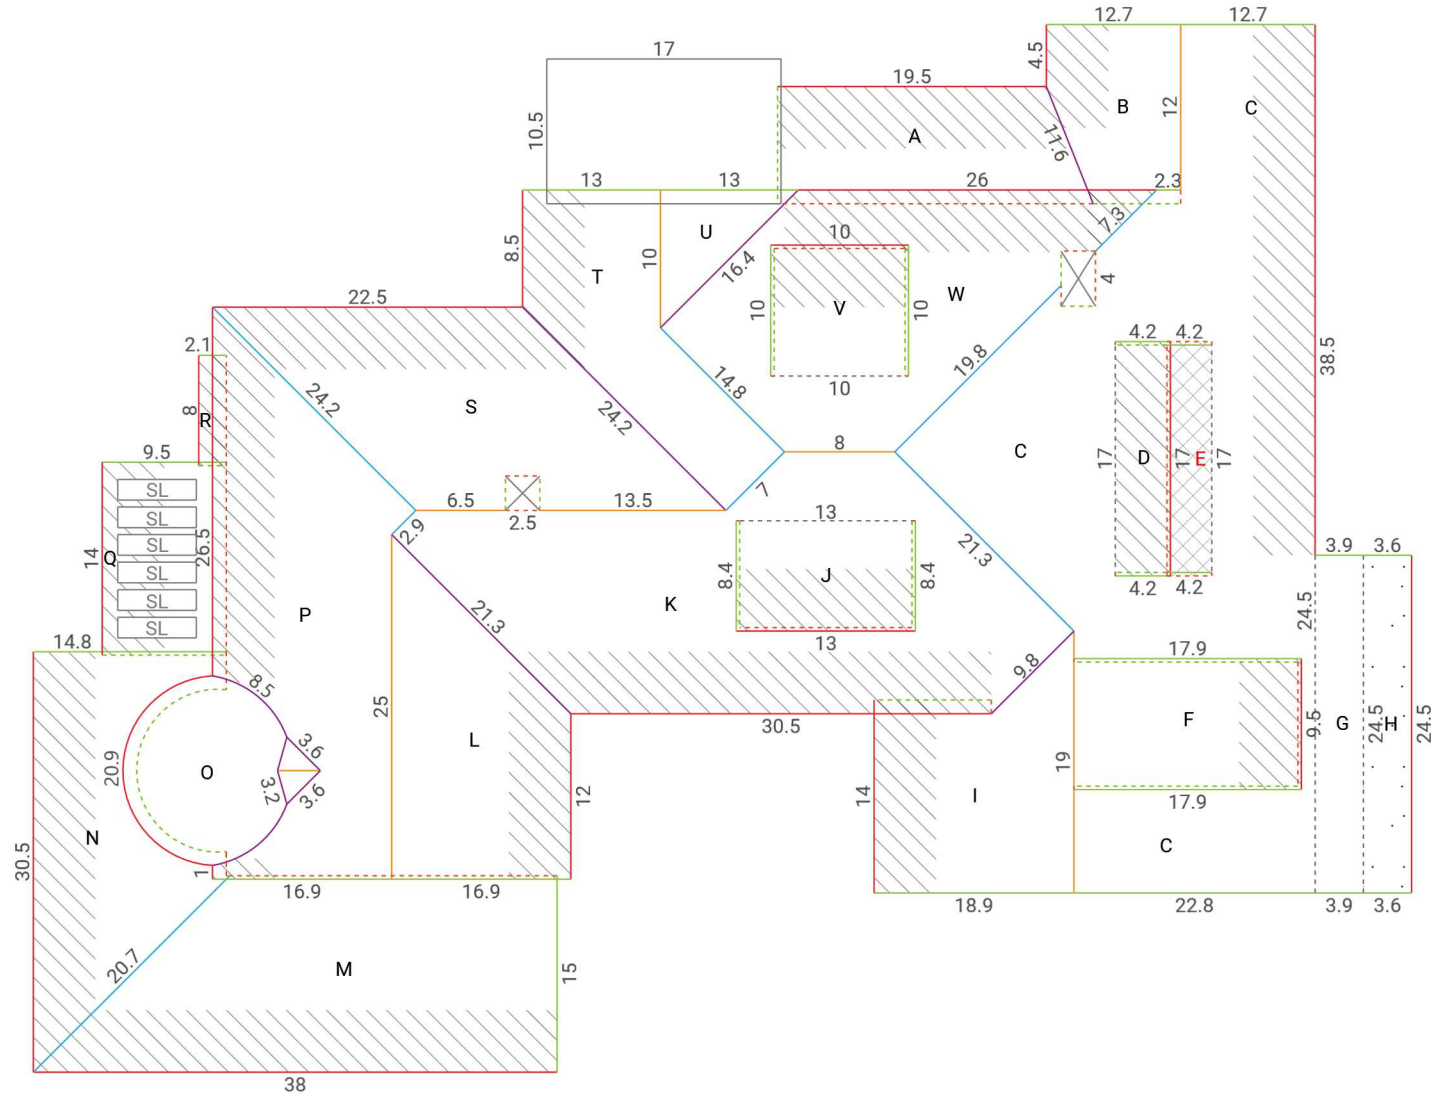 12.7 12.7
17
4.5
19.5
10.5
B 12 C
A
11.6
13 13 26 2.3
7.3
8.5 U 10
10 16.4
T
10 V 10 W 4
22.5
4.2 4.2
2.1
14.8 19.8 38.5
24.2 10
8 R S 24.2
8 C
9.5 17 D 17 E 17
SL
6.5 13.5 7
2.5 13
SL
2.9
SL 26.5 21.3
3.9 3.6
14 Q
SL
8.4 J 8.4
4.2 4.2
SL P 21.3 K 24.5
SL
14.8 13 17.9
9.8
8.5
25 30.5 F 9.5 G 24.5 H 24.5
L
3.6
20.9 O 19
3.2 3.6 12 14 I
N
C
30.5
1
16.9 16.9 18.9 22.8 3.9 3.6
20.7 M 15
38